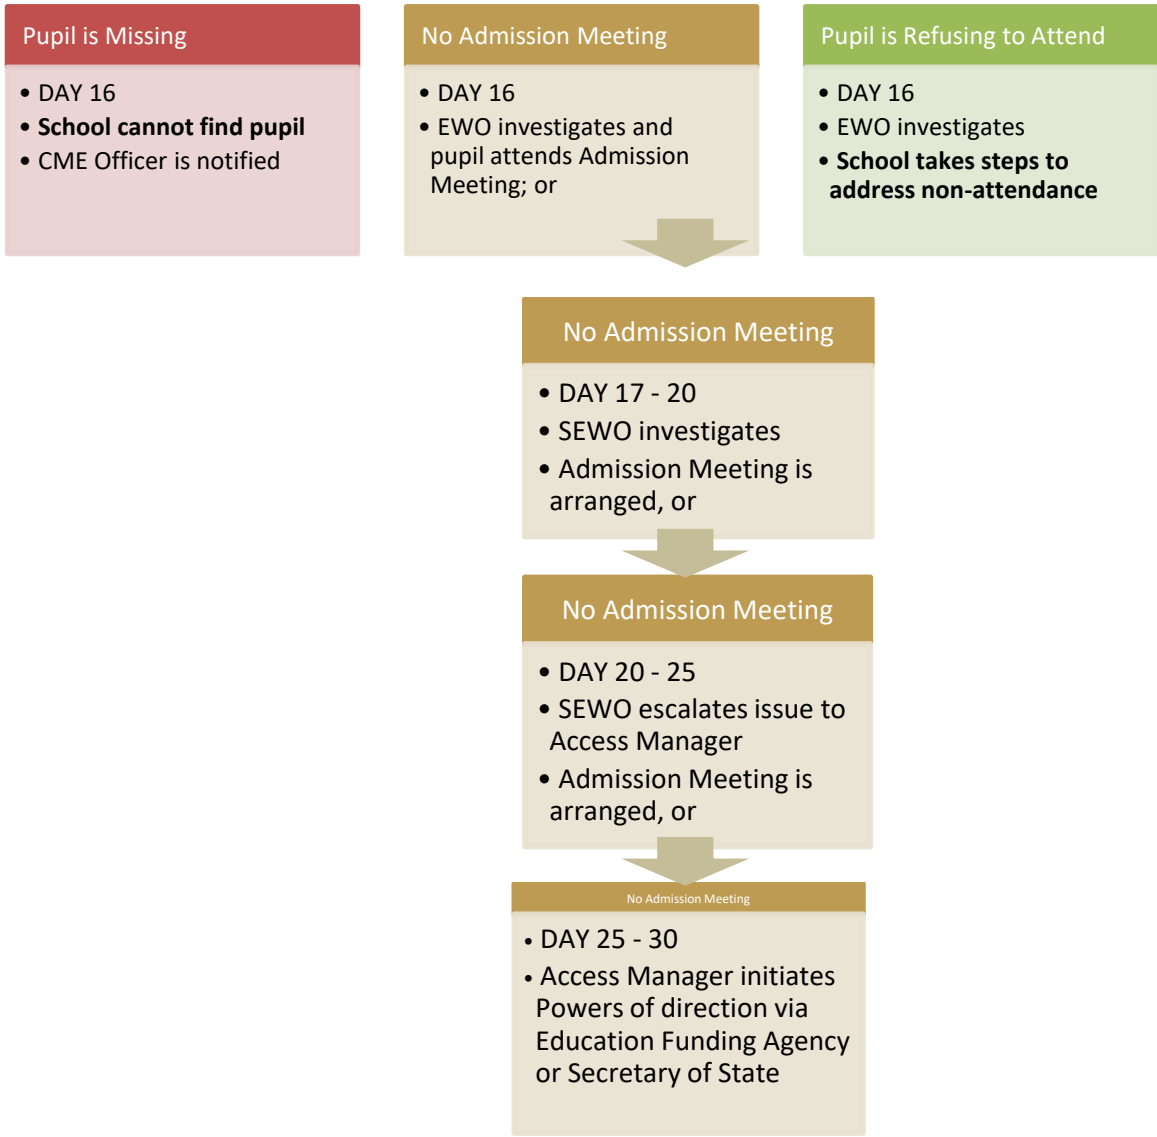 Pupil is Missing
• DAY 16
• School cannot find pupil
• CME Officer is notified
No Admission Meeting
• DAY 16
• EWO investigates and
pupil attends Admission
Meeting; or
Pupil is Refusing to Attend
• DAY 16
• EWO investigates
• School takes steps to
address non-attendance
No Admission Meeting
• DAY 17 - 20
• SEWO investigates
• Admission Meeting is
arranged, or
No Admission Meeting
• DAY 20 - 25
• SEWO escalates issue to
Access Manager
• Admission Meeting is
arranged, or
No Admission Meeting
• DAY 25 - 30
• Access Manager initiates
Powers of direction via
Education Funding Agency
or Secretary of State